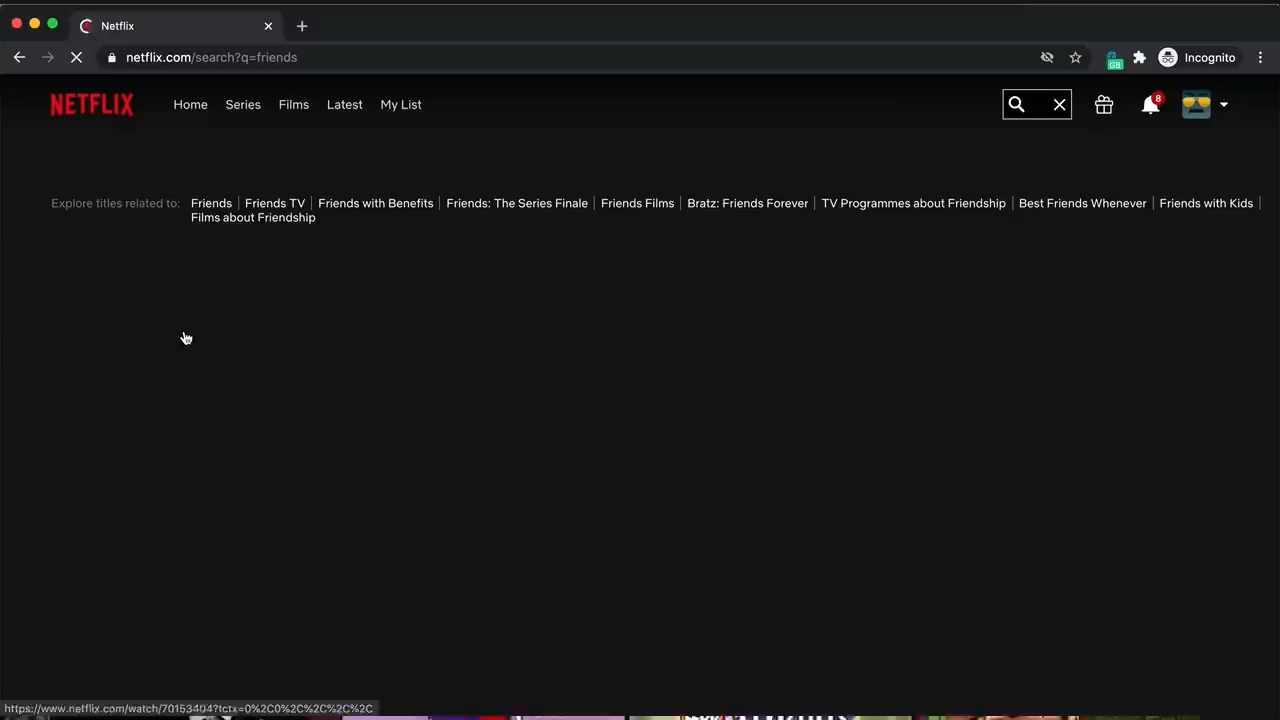 Netflix
netflix.com/search?q=friends
GB
Incognito
NETFLIX
Home
Series
Films
Latest
My List
8
Explore titles related to:
Friends | Friends TV | Friends with Benefits | Friends: The Series Finale | Friends Films | Bratz: Friends Forever | TV Programmes about Friendship | Best Friends Whenever | Friends with Kids |
Films about Friendship
https://www.netflix.com/watch/70153404?tctx=0%2C0%2C%2C%2C%2C